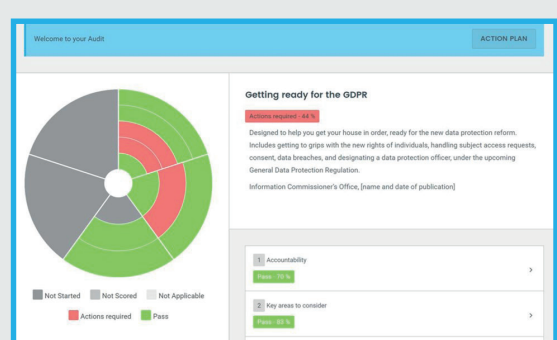 Welcome to your Audit
ACTION PLAN
Getting ready for the GDPR
Actions required - 44 %
Designed to help you get your house in order, ready for the new data protection reform.
Includes getting to grips with the new rights of individuals, handling subject access requests,
consent, data breaches, and designating a data protection officer, under the upcoming
General Data Protection Regulation.
Information Commissioner's Office, [name and date of publication]
Not Started
Not Scored
Not Applicable
Actions required
Pass
1 Accountability
Pass - 70 %
2 Key areas to consider
Pass - 85 %